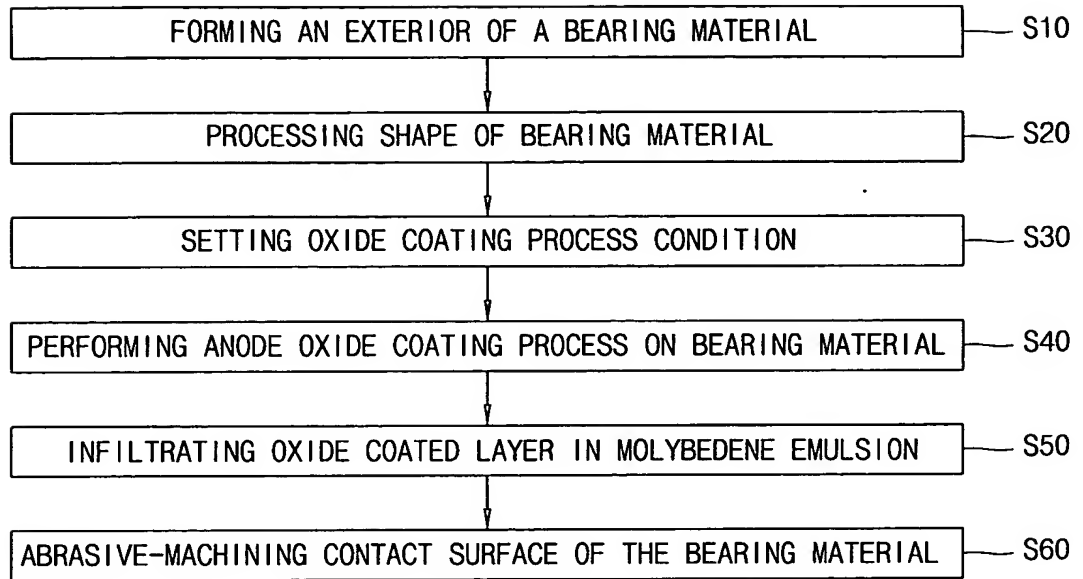 FORMING AN EXTERIOR OF A BEARING MATERIAL S10
PROCESSING SHAPE OF BEARING MATERIAL S20
SETTING OXIDE COATING PROCESS CONDITION S30
PERFORMING ANODE OXIDE COATING PROCESS ON BEARING MATERIAL S40
INFILTRATING OXIDE COATED LAYER IN MOLYBEDENE EMULSION S50
ABRASIVE-MACHINING CONTACT SURFACE OF THE BEARING MATERIAL S60